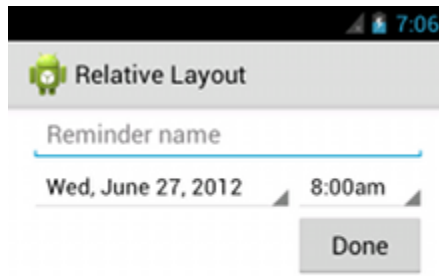 7:06
Relative Layout
Reminder name
Wed, June 27, 2012 8:00am
Done